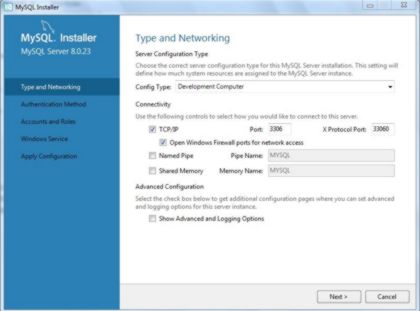 MySQL Installer
MySQL. Installer
MySQL Server 8.0.23
Type and Networking
Authentication Method
Accounts and Roles
Windows Service
Apply Configuration
Type and Networking
Server Configuration Type
Choose the correct server configuration type for this MySQL Server installation. This setting will
define how much system resources are assigned to the MySQL Server instance.
Config Type: Development Computer
Connectivity
Use the following controls to select how you would like to connect to this server.
TCP/IP Port: 3306 X Protocol Port: 33060
Open Windows Firewall ports for network access
Named Pipe Pipe Name: MYSQL
Shared Memory Memory Name: MYSQL
Advanced Configuration
Select the check box below to get additional configuration pages where you can set advanced
and logging options for this server instance.
Show Advanced and Logging Options
Next > Cancel